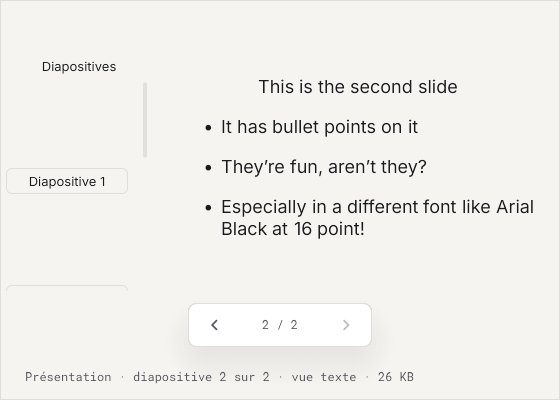 Diapositives
Diapositive 1
This is the second slide
• It has bullet points on it
• They’re fun, aren’t they?
• Especially in a different font like Arial
Black at 16 point!
2 / 2
Présentation · diapositive 2 sur 2 · vue texte · 26 KB